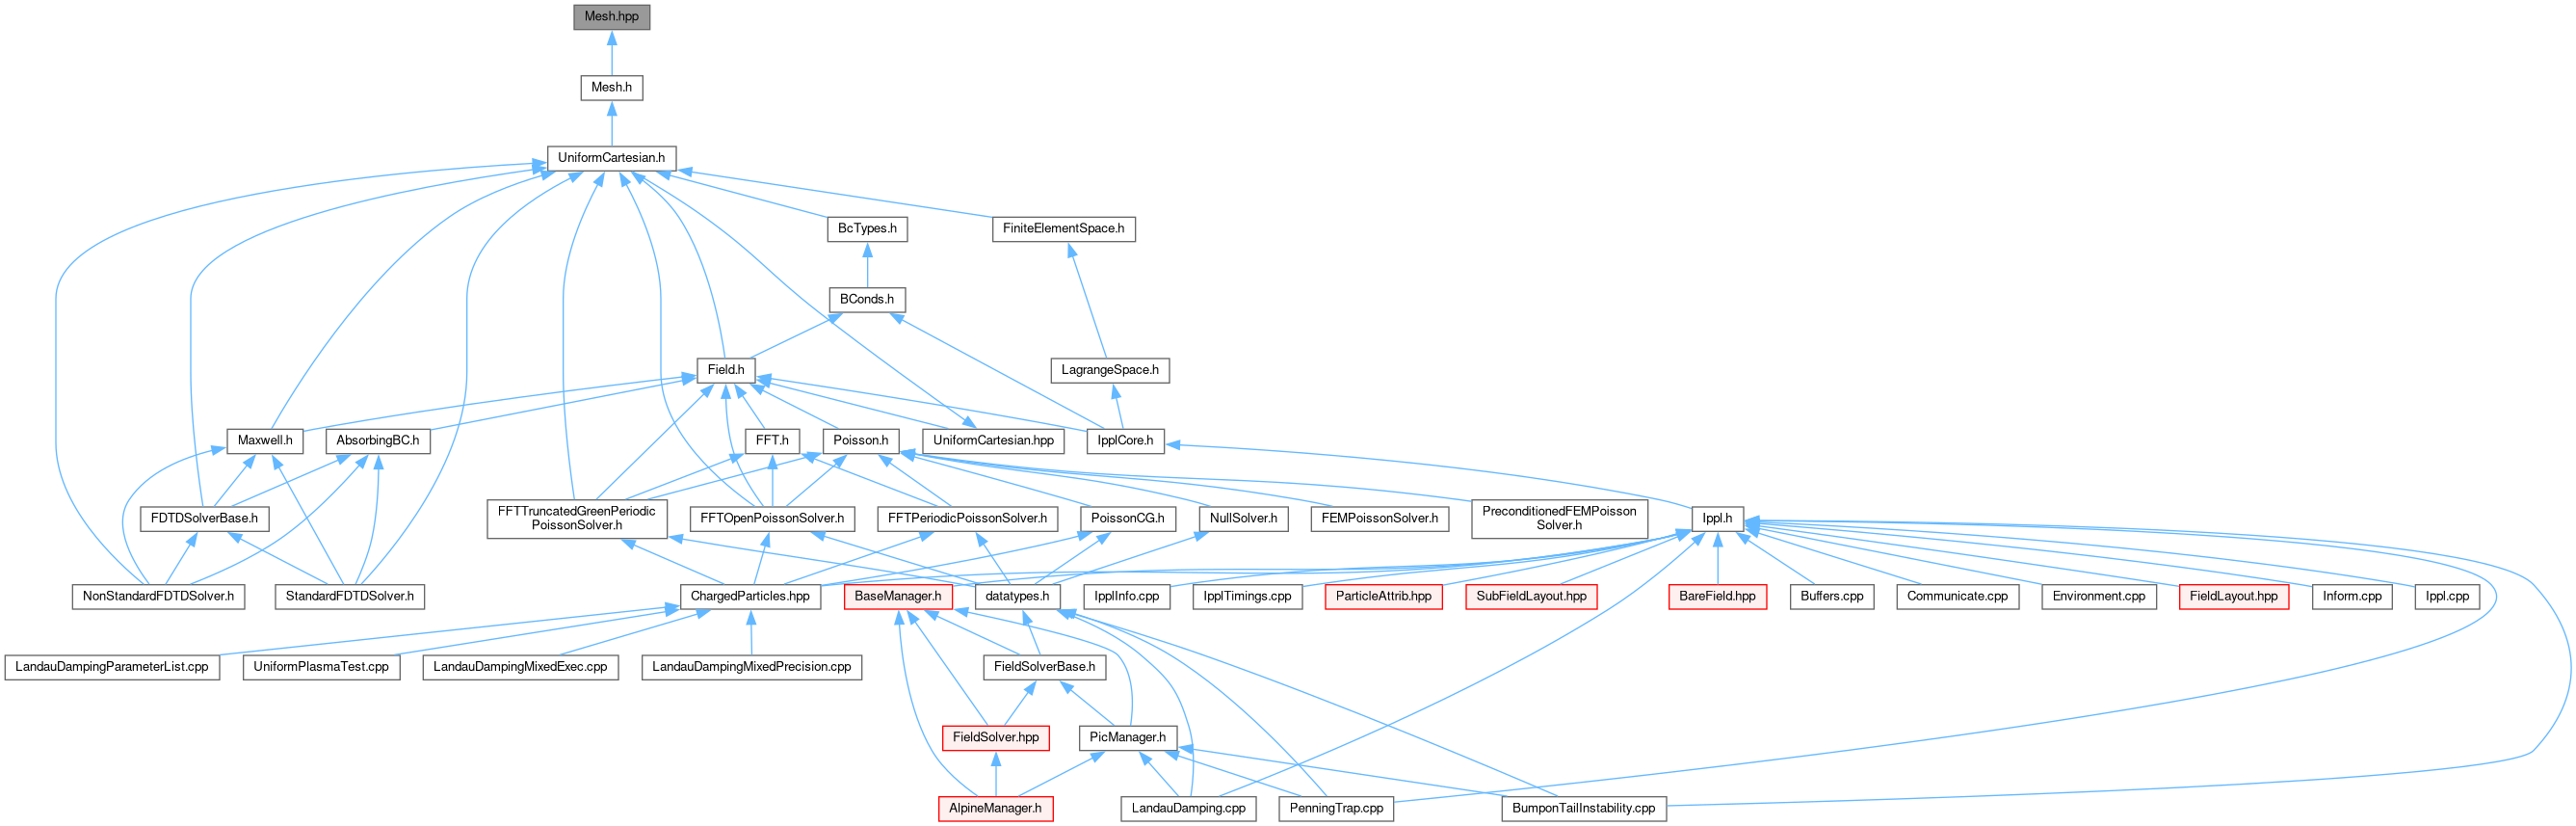 Mesh.hpp
Mesh.h
UniformCartesian.h
BcTypes.h
FiniteElementSpace.h
BConds.h
Field.h
LagrangeSpace.h
Maxwell.h
AbsorbingBC.h
FFT.h
Poisson.h
UniformCartesian.hpp
IpplCore.h
FDTDSolverBase.h
FFTTruncatedGreenPeriodic
PoissonSolver.h
FFTOpenPoissonSolver.h
FFTPeriodicPoissonSolver.h
PoissonCG.h
NullSolver.h
FEMPoissonSolver.h
PreconditionedFEMPoisson
Solver.h
Ippl.h
NonStandardFDTDSolver.h
StandardFDTDSolver.h
ChargedParticles.hpp
BaseManager.h
datatypes.h
IpplInfo.cpp
IpplTimings.cpp
ParticleAttrib.hpp
SubFieldLayout.hpp
BareField.hpp
Buffers.cpp
Communicate.cpp
Environment.cpp
FieldLayout.hpp
Inform.cpp
Ippl.cpp
LandauDampingParameterList.cpp
UniformPlasmaTest.cpp
LandauDampingMixedExec.cpp
LandauDampingMixedPrecision.cpp
FieldSolverBase.h
FieldSolver.hpp
PicManager.h
AlpineManager.h
LandauDamping.cpp
PenningTrap.cpp
BumponTailInstability.cpp